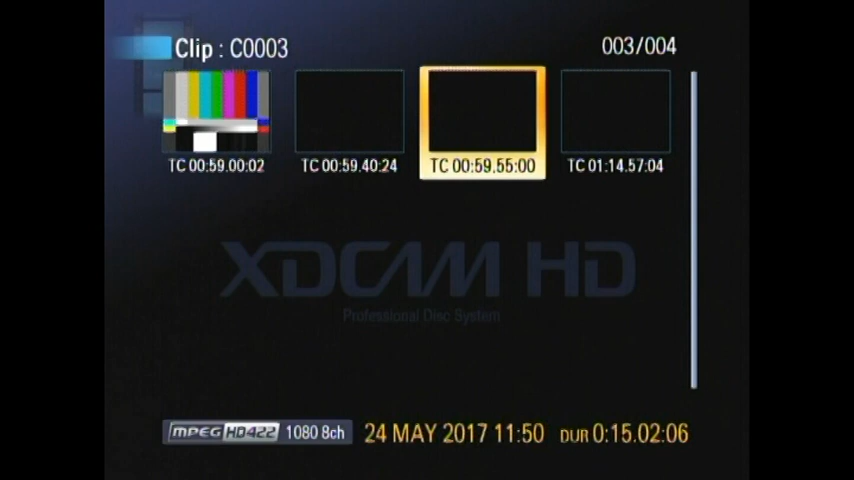 Clip : C0003
003/004
TC 00:59.00:02
TC 00:59.40:24
TC 00:59.55:00
TC 01:14.57:04
XDCAM HD
Professional Disc System
MPEG HD422 1080 8ch
24 MAY 2017 11:50
DUR 0:15.02:06